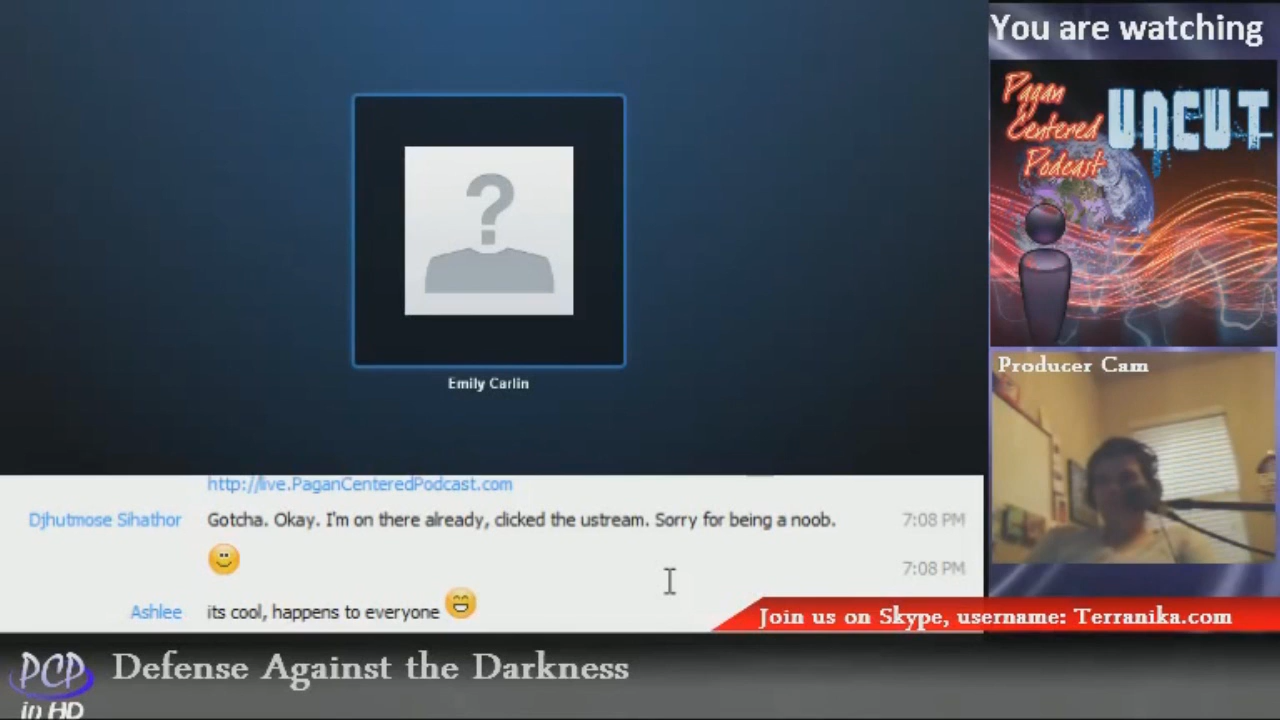 You are watching
Pagan
Centered
Podcast
UNCUT
Emily Carlin
Producer Cam
http://live.PaganCenteredPodcast.com
Djhutmose Sihathor Gotcha. Okay. I'm on there already, clicked the ustream. Sorry for being a noob. 7:08 PM
7:08 PM
Ashlee its cool, happens to everyone
Join us on Skype, username: Terranika.com
PCP Defense Against the Darkness
in HD